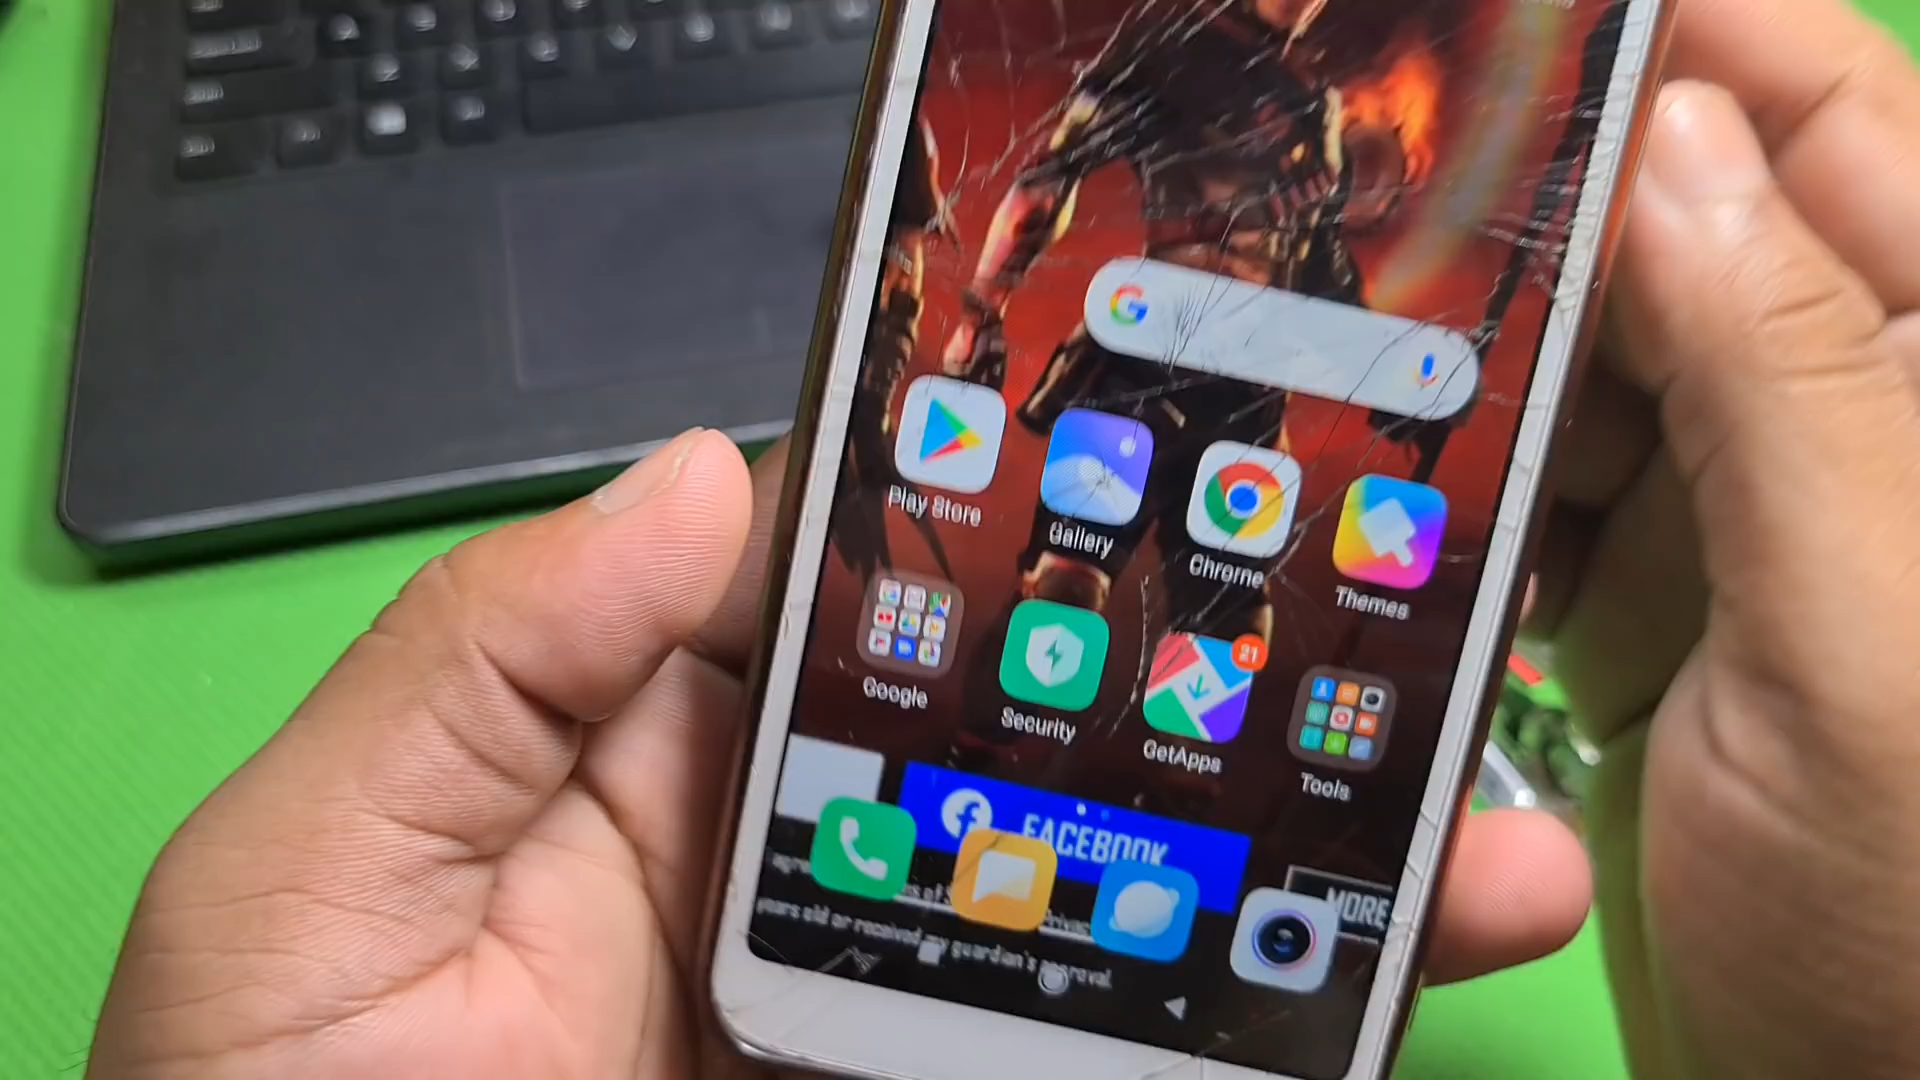 Play Store
Gallery
Chrome
Themes
Google
Security
21
GetApps
Tools
FACEBOOK
MORE
years old or received my guardian's approval